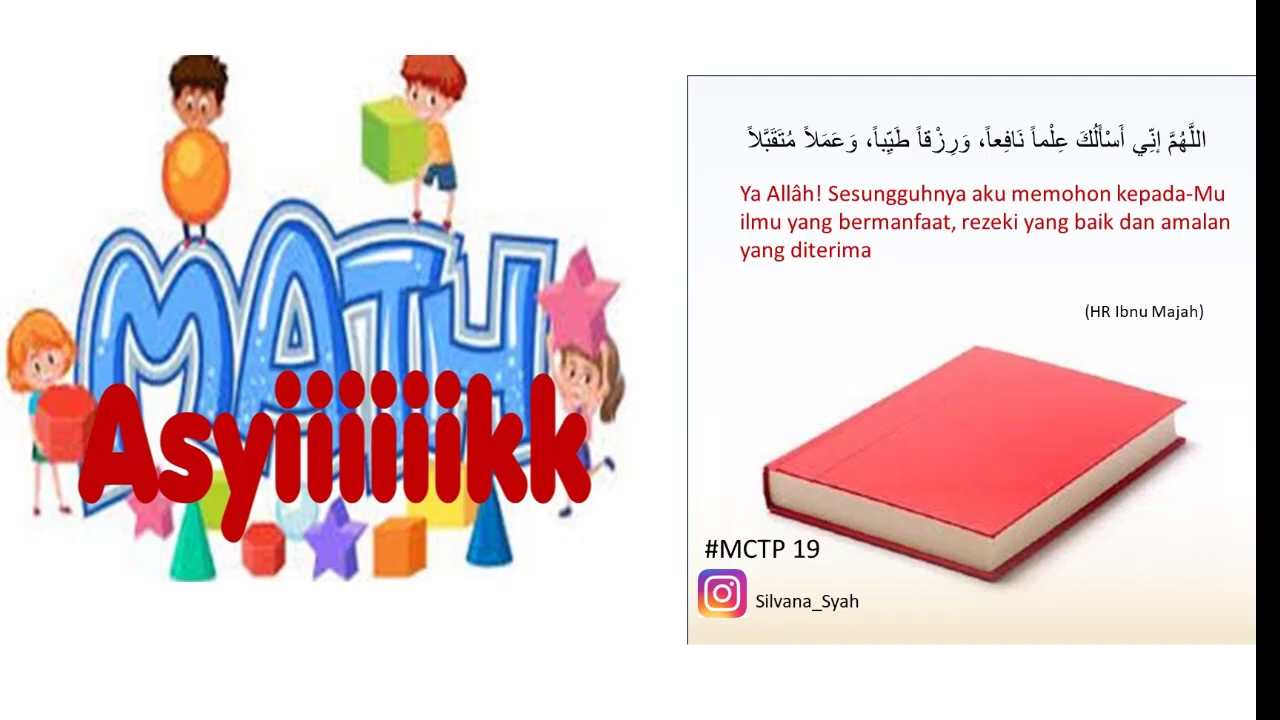 MATH
Asyiiiiiikk
اللَّهُمَّ إِنِّي أَسْأَلُكَ عِلْماً نَافِعاً، وَرِزْقاً طَيِّباً، وَعَمَلاً مُتَقَبَّلاً
Ya Allâh! Sesungguhnya aku memohon kepada-Mu
ilmu yang bermanfaat, rezeki yang baik dan amalan
yang diterima
(HR Ibnu Majah)
#MCTP 19
Silvana_Syah